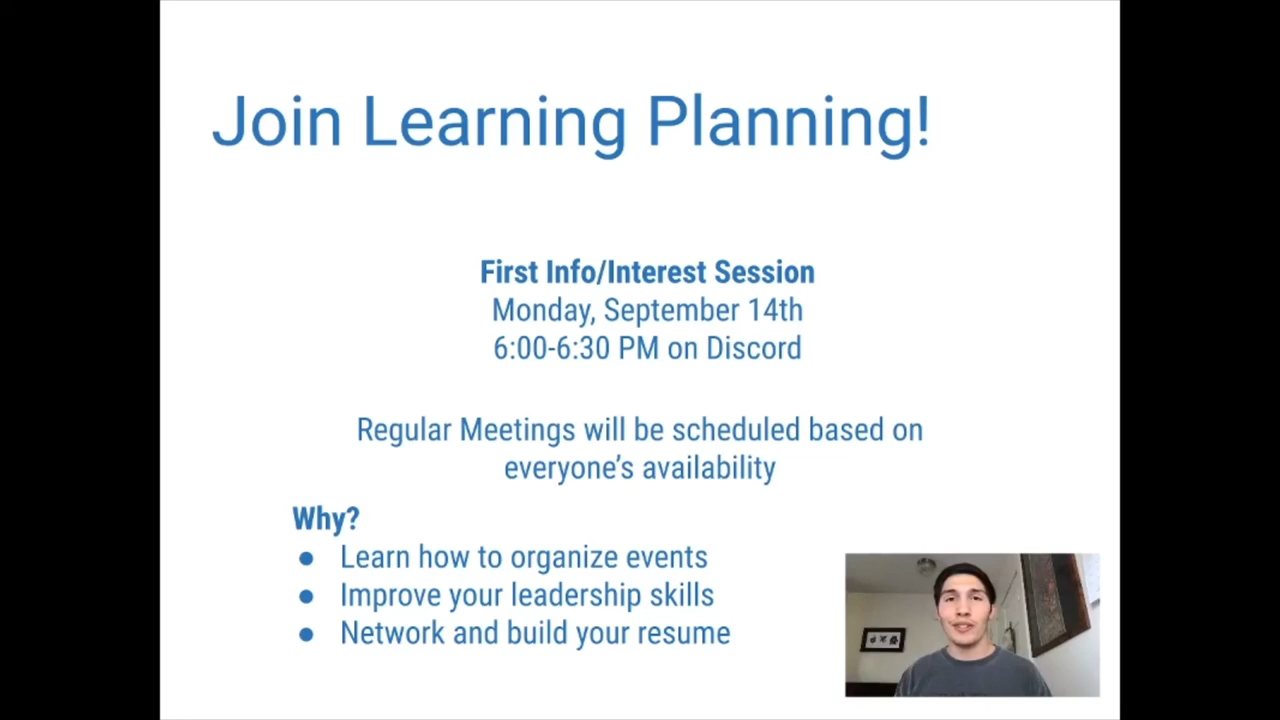 Join Learning Planning!
First Info/Interest Session
Monday, September 14th
6:00-6:30 PM on Discord
Regular Meetings will be scheduled based on
everyone’s availability
Why?
● Learn how to organize events
● Improve your leadership skills
● Network and build your resume